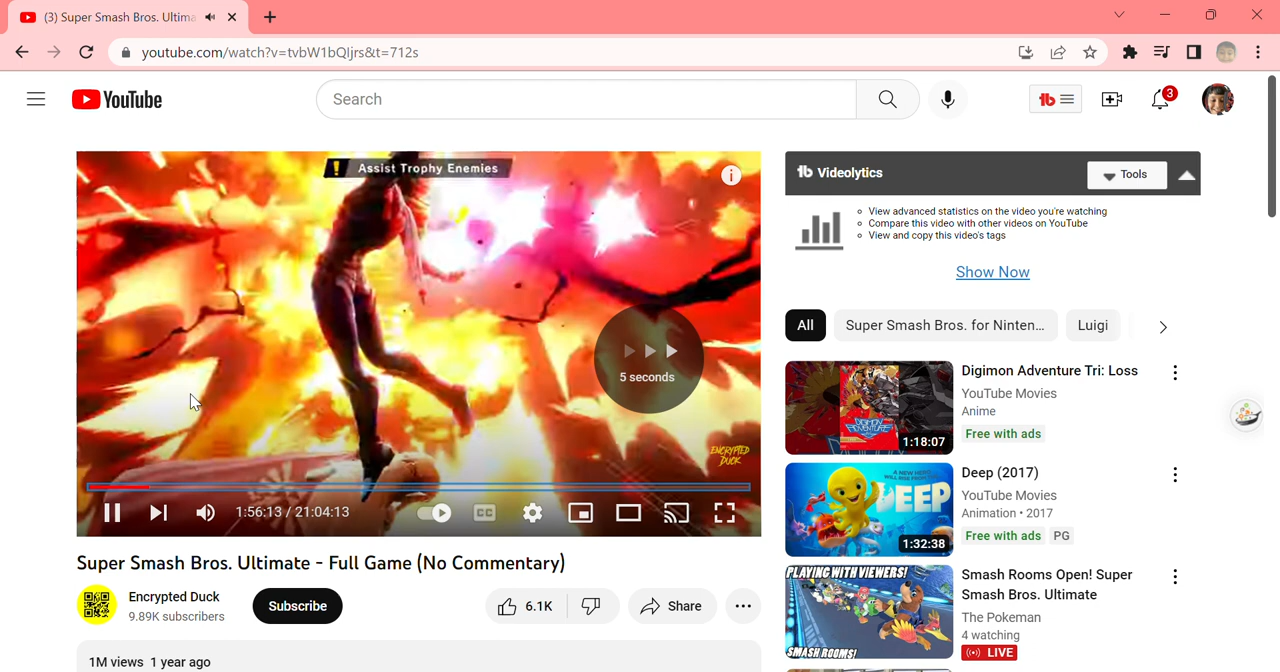 (3) Super Smash Bros. Ultima
youtube.com/watch?v=tvbW1bQljrs&t=712s
YouTube
Search
3
Assist Trophy Enemies
5 seconds
ENCRYPTED
DUCK
CC
1:56:13 / 21:04:13
Super Smash Bros. Ultimate - Full Game (No Commentary)
Encrypted Duck
9.89K subscribers
Subscribe
6.1K
Share
1M views 1 year ago
Videolytics
Tools
View advanced statistics on the video you're watching
Compare this video with other videos on YouTube
View and copy this video's tags
Show Now
All
Super Smash Bros. for Ninten...
Luigi
DIGIMON
ADVENTURE
1:18:07
Digimon Adventure Tri: Loss
YouTube Movies
Anime
Free with ads
DEEP
1:32:38
Deep (2017)
YouTube Movies
Animation • 2017
Free with ads PG
PLAYING WITH VIEWERS!
SMASH ROOMS!
Smash Rooms Open! Super
Smash Bros. Ultimate
The Pokeman
4 watching
LIVE